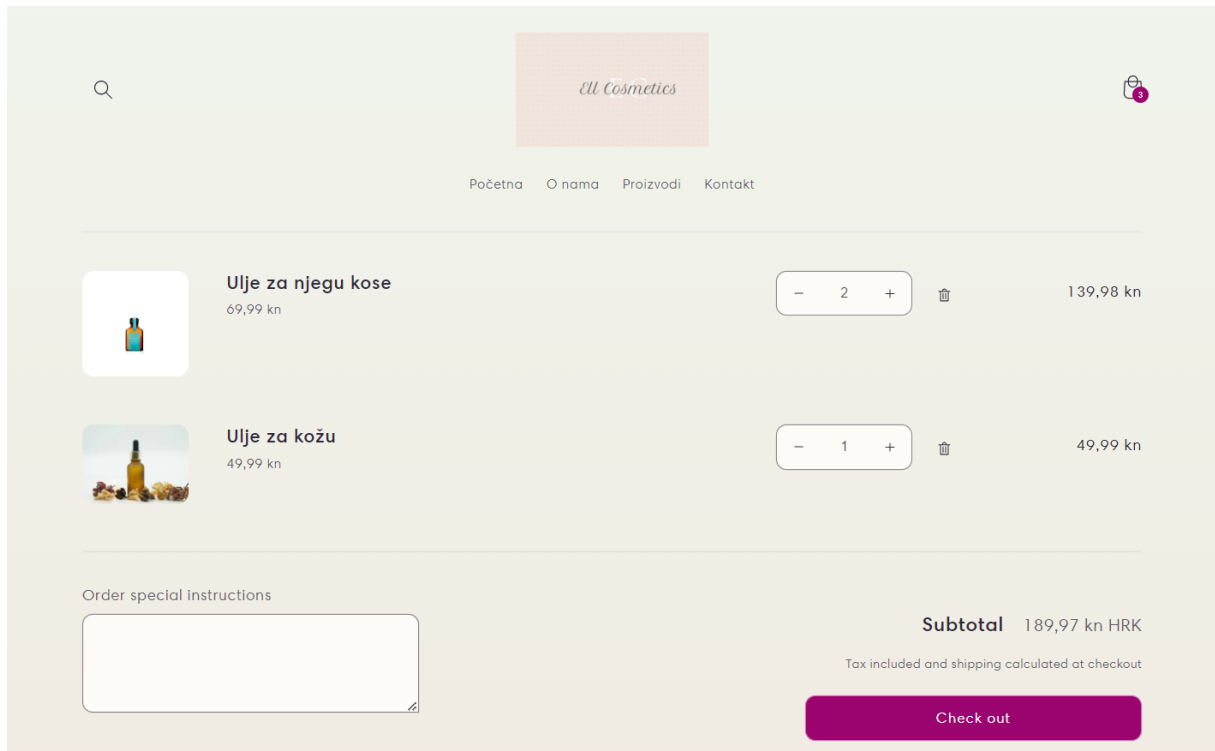 Ell Cosmetics
3
Početna O nama Proizvodi Kontakt
Ulje za njegu kose
69,99 kn
− 2 +
139,98 kn
Ulje za kožu
49,99 kn
− 1 +
49,99 kn
Order special instructions
Subtotal 189,97 kn HRK
Tax included and shipping calculated at checkout
Check out